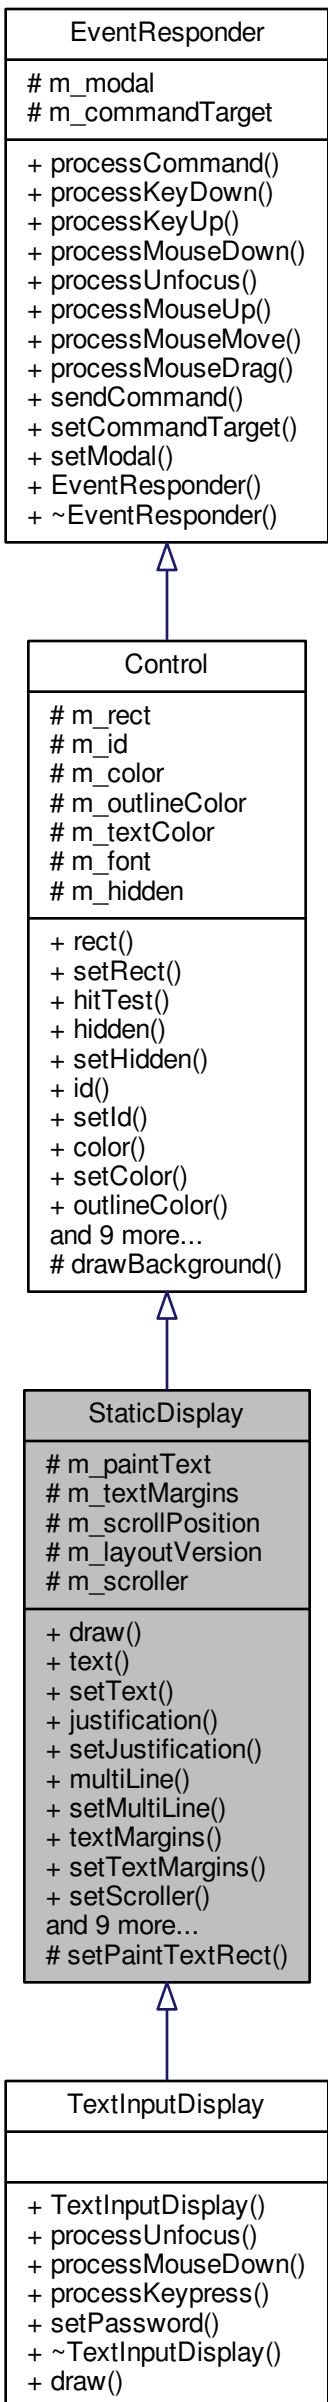 EventResponder
# m_modal
# m_commandTarget
+ processCommand()
+ processKeyDown()
+ processKeyUp()
+ processMouseDown()
+ processUnfocus()
+ processMouseUp()
+ processMouseMove()
+ processMouseDrag()
+ sendCommand()
+ setCommandTarget()
+ setModal()
+ EventResponder()
+ ~EventResponder()
Control
# m_rect
# m_id
# m_color
# m_outlineColor
# m_textColor
# m_font
# m_hidden
+ rect()
+ setRect()
+ hitTest()
+ hidden()
+ setHidden()
+ id()
+ setId()
+ color()
+ setColor()
+ outlineColor()
and 9 more...
# drawBackground()
StaticDisplay
# m_paintText
# m_textMargins
# m_scrollPosition
# m_layoutVersion
# m_scroller
+ draw()
+ text()
+ setText()
+ justification()
+ setJustification()
+ multiLine()
+ setMultiLine()
+ textMargins()
+ setTextMargins()
+ setScroller()
and 9 more...
# setPaintTextRect()
TextInputDisplay
+ TextInputDisplay()
+ processUnfocus()
+ processMouseDown()
+ processKeypress()
+ setPassword()
+ ~TextInputDisplay()
+ draw()